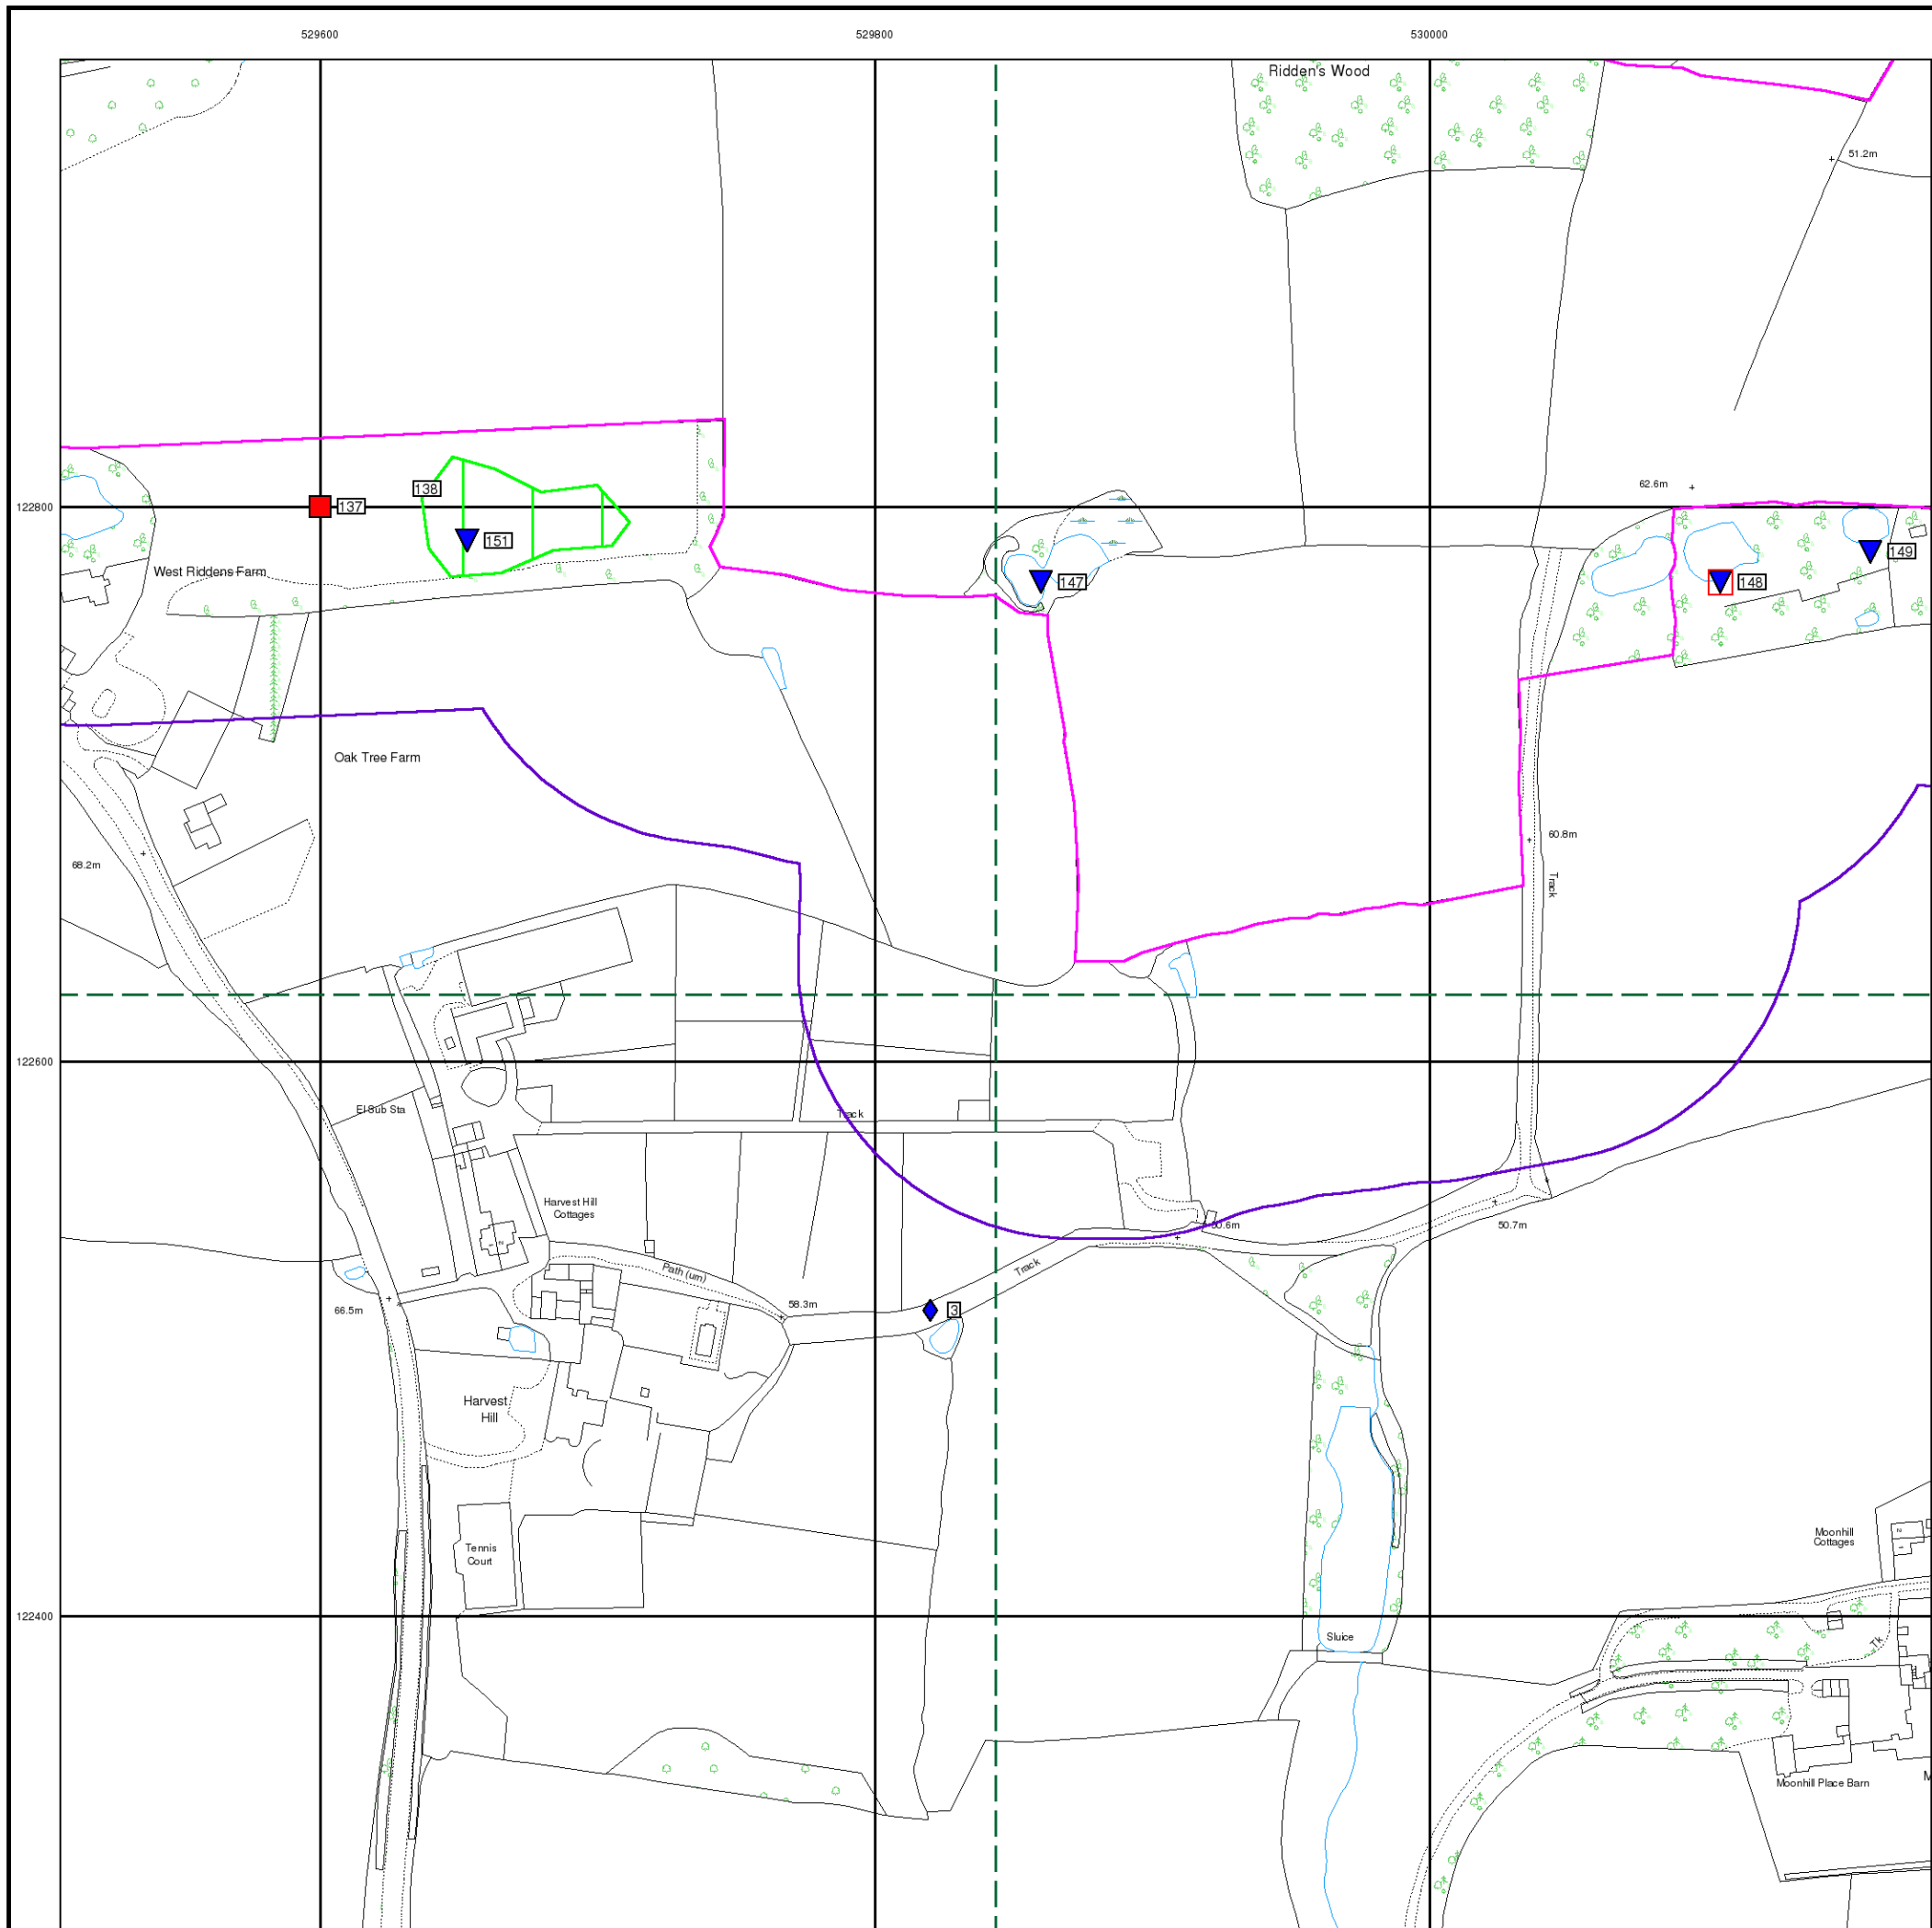 529600
529800
530000
Ridden's Wood
51.2m
138
62.6m
122800
137
151
149
147
148
West Riddens Farm
Oak Tree Farm
60.8m
68.2m
Track
122600
El Sub Sta
Track
Harvest Hill
Cottages
50.6m
50.7m
Path (um)
Track
58.3m
66.5m
3
Harvest
Hill
Moonhill
Cottages
Tennis
Court
122400
Sluice
Tk
M
Moonhill Place Barn